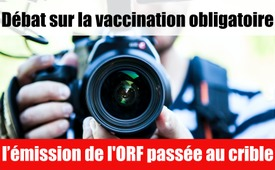 Débat sur la vaccination obligatoire
l’émission de l'ORF passée au crible